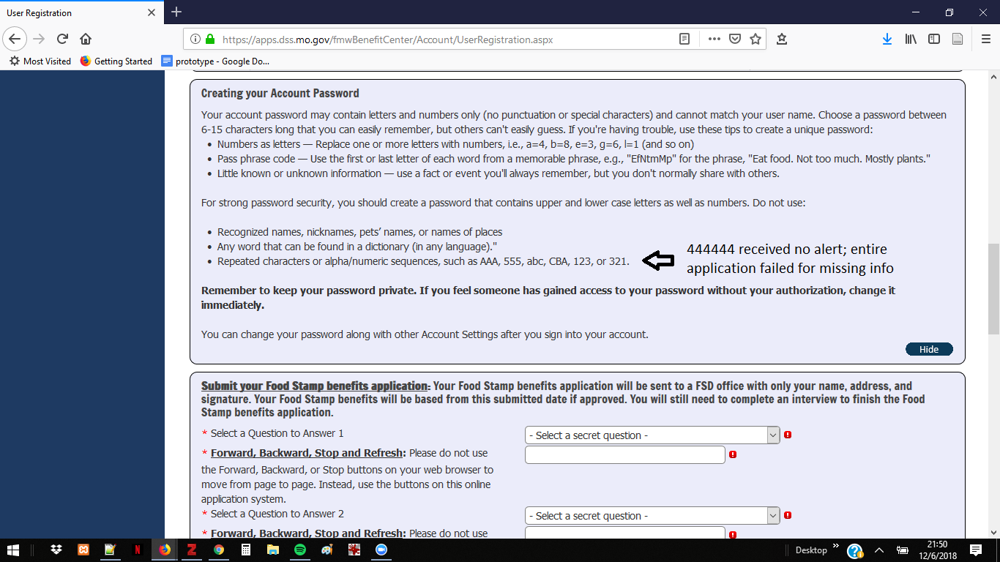 User Registration
https://apps.dss.mo.gov/fmwBenefitCenter/Account/UserRegistration.aspx
Most Visited
Getting Started
prototype - Google Do...
Creating your Account Password
Your account password may contain letters and numbers only (no punctuation or special characters) and cannot match your user name. Choose a password between
6-15 characters long that you can easily remember, but others can't easily guess. If you're having trouble, use these tips to create a unique password:
• Numbers as letters — Replace one or more letters with numbers, i.e., a=4, b=8, e=3, g=6, l=1 (and so on)
• Pass phrase code — Use the first or last letter of each word from a memorable phrase, e.g., "EfNtmMp" for the phrase, "Eat food. Not too much. Mostly plants."
• Little known or unknown information — use a fact or event you'll always remember, but you don't normally share with others.
For strong password security, you should create a password that contains upper and lower case letters as well as numbers. Do not use:
• Recognized names, nicknames, pets’ names, or names of places
• Any word that can be found in a dictionary (in any language)."
• Repeated characters or alpha/numeric sequences, such as AAA, 555, abc, CBA, 123, or 321.
444444 received no alert; entire
application failed for missing info
Remember to keep your password private. If you feel someone has gained access to your password without your authorization, change it
immediately.
You can change your password along with other Account Settings after you sign into your account.
Hide
Submit your Food Stamp benefits application: Your Food Stamp benefits application will be sent to a FSD office with only your name, address, and
signature. Your Food Stamp benefits will be based from this submitted date if approved. You will still need to complete an interview to finish the Food
Stamp benefits application.
* Select a Question to Answer 1
- Select a secret question -
* Forward, Backward, Stop and Refresh: Please do not use
the Forward, Backward, or Stop buttons on your web browser to
move from page to page. Instead, use the buttons on this online
application system.
* Select a Question to Answer 2
- Select a secret question -
* Forward, Backward, Stop and Refresh: Please do not use
Desktop
21:50
12/6/2018